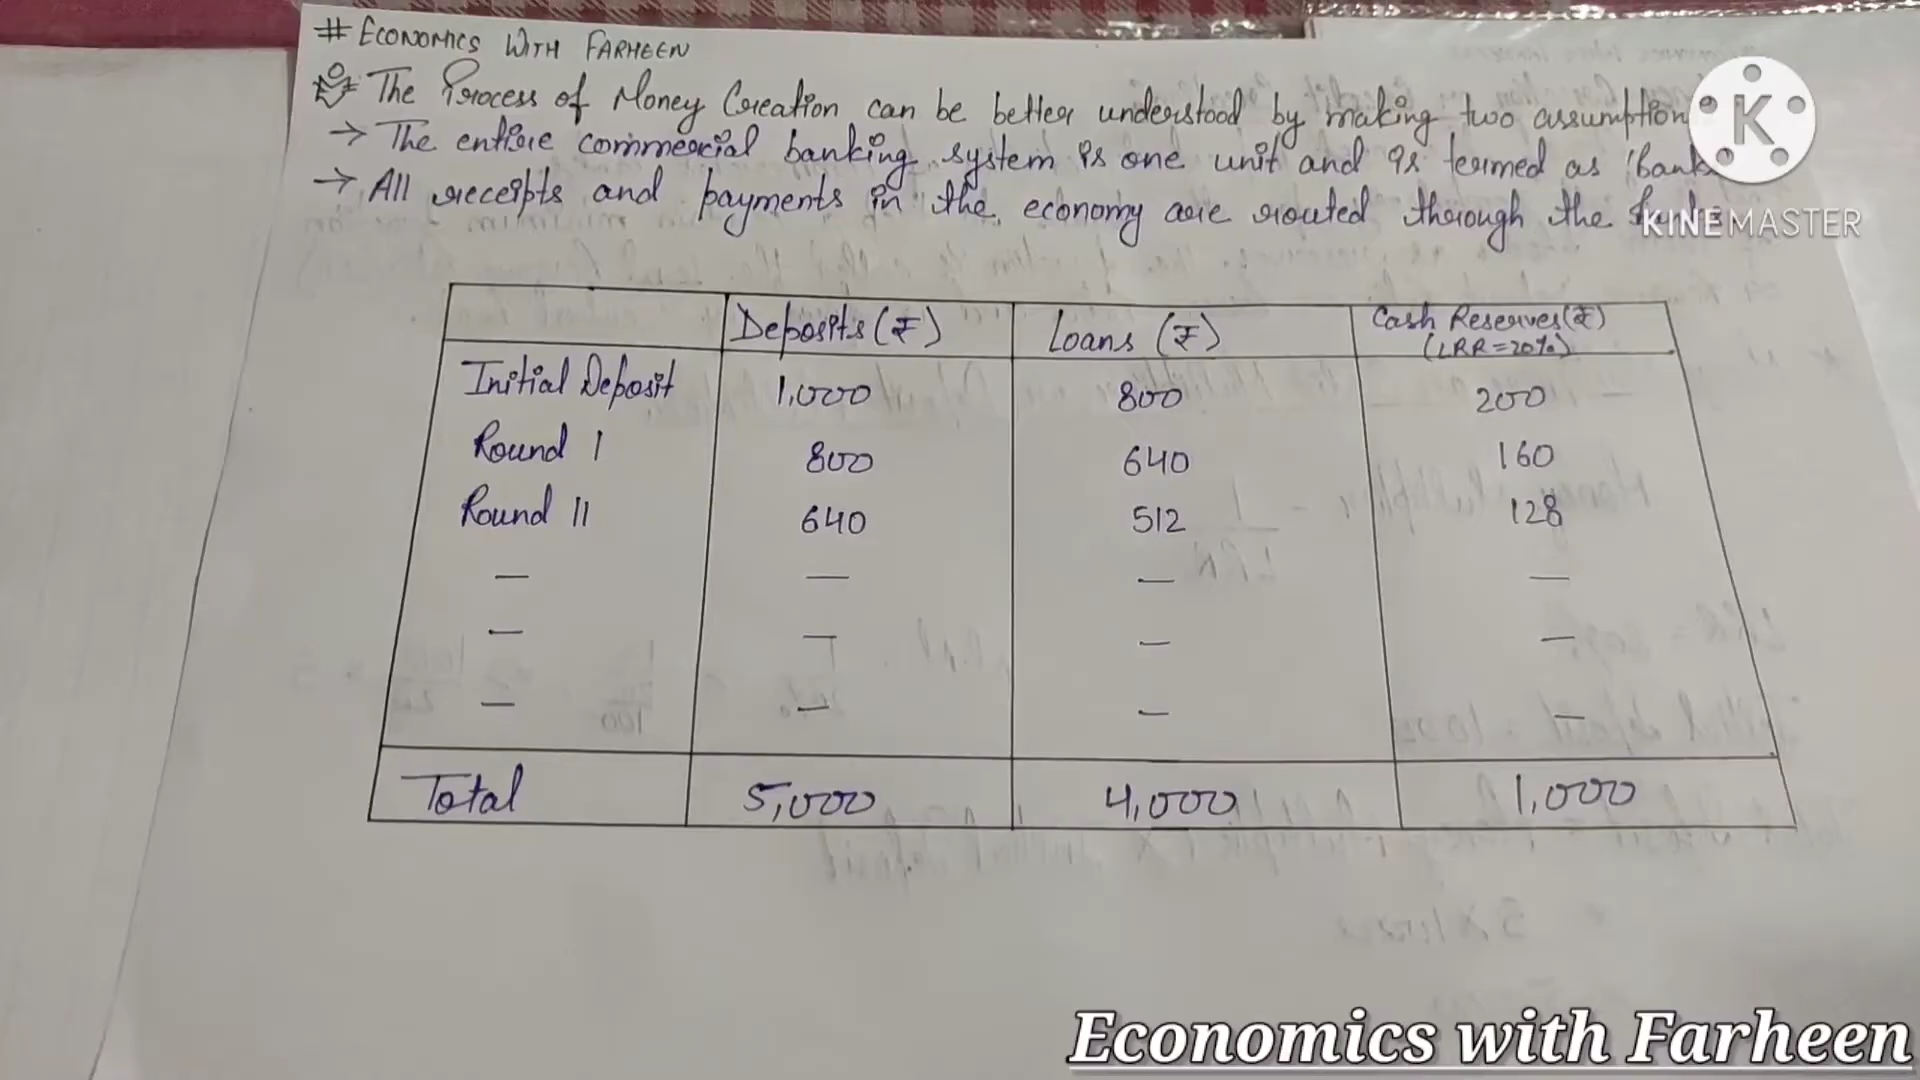 # ECONOMICS WITH FARHEEN
The Process of Money Creation can be better understood by making two assumption
→ The entire commercial banking system is one unit and is termed as 'bank
→ All receipts and payments in the economy are routed through the
KINEMASTER
Deposits (₹) Loans (₹) Cash Reserves (₹) (LRR = 20%)
Initial Deposit 1,000 800 200
Round I 800 640 160
Round II 640 512 128
— — — —
— — — —
— — — —
Total 5,000 4,000 1,000
Economics with Farheen